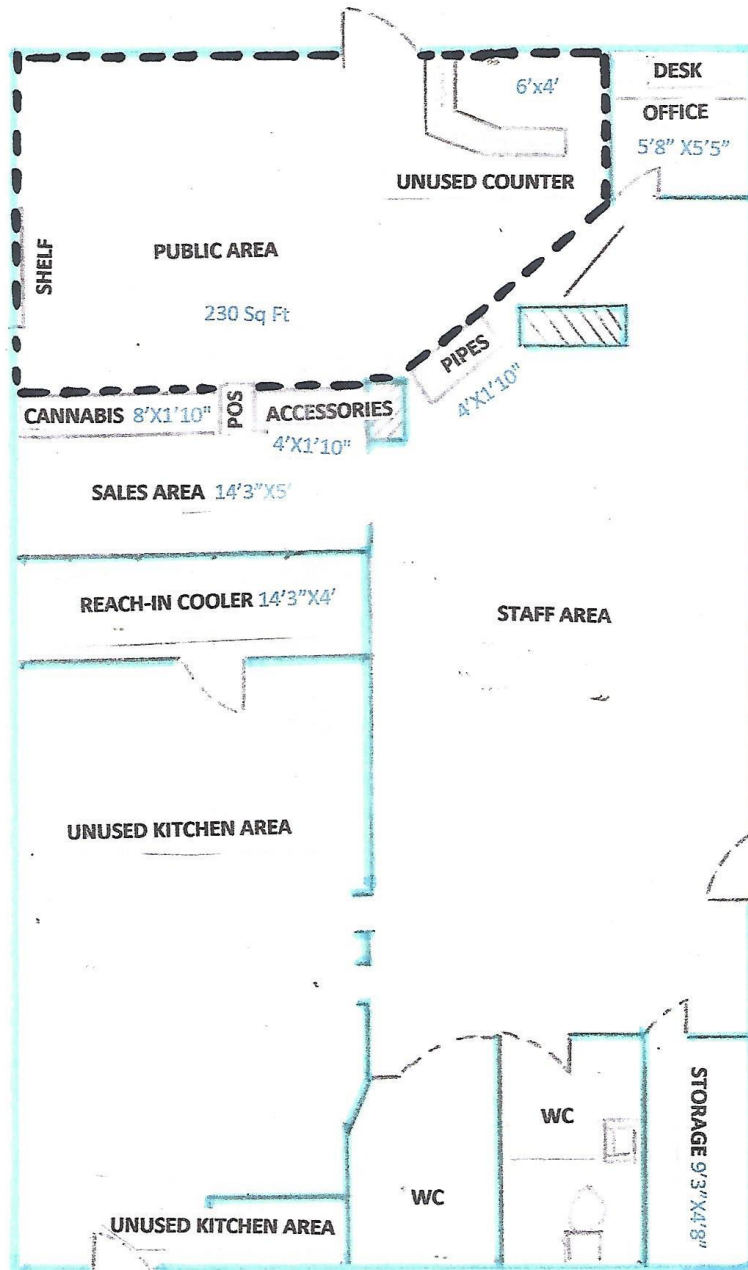 6'x4'
DESK
OFFICE
5'8" X5'5"
UNUSED COUNTER
SHELF
PUBLIC AREA
230 Sq Ft
PIPES
4'X1'10"
CANNABIS 8'X1'10"
POS
ACCESSORIES
4'X1'10"
SALES AREA 14'3"X5'
REACH-IN COOLER 14'3"X4'
STAFF AREA
UNUSED KITCHEN AREA
WC
STORAGE 9'3"X4'8"
WC
UNUSED KITCHEN AREA